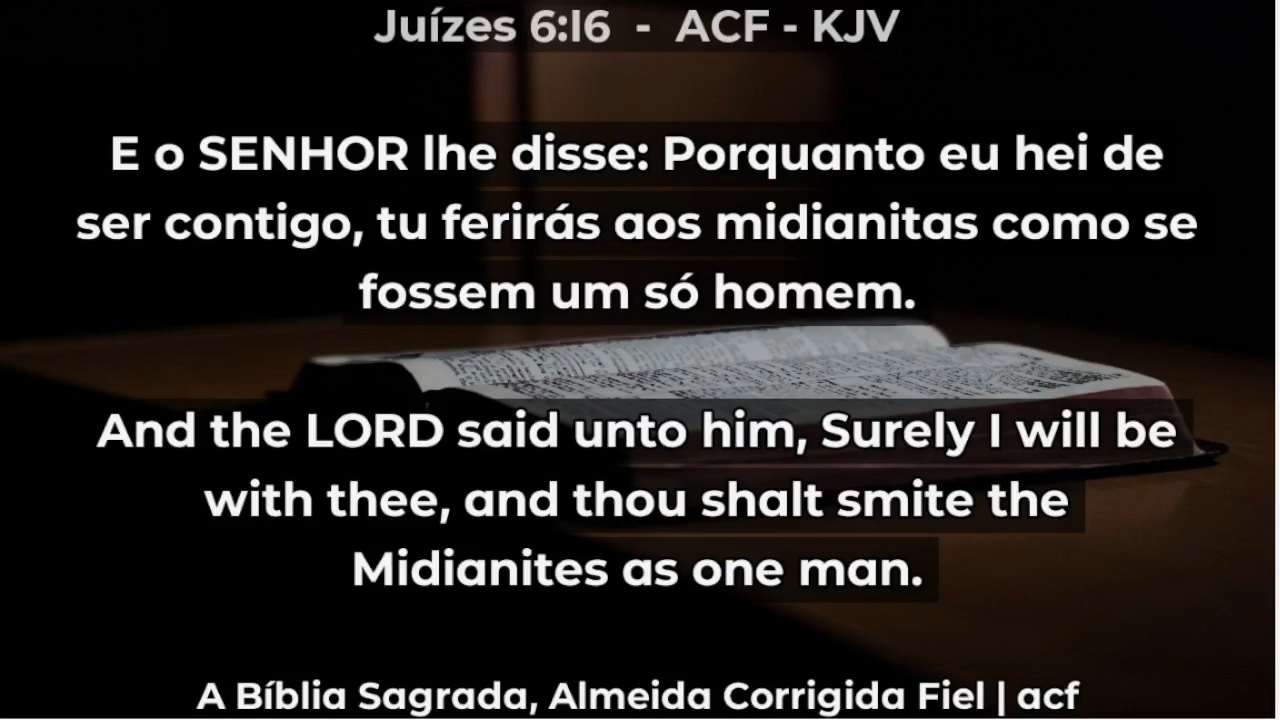 Juízes 6:16 - ACF - KJV
E o SENHOR lhe disse: Porquanto eu hei de
ser contigo, tu ferirás aos midianitas como se
fossem um só homem.
And the LORD said unto him, Surely I will be
with thee, and thou shalt smite the
Midianites as one man.
A Bíblia Sagrada, Almeida Corrigida Fiel | acf